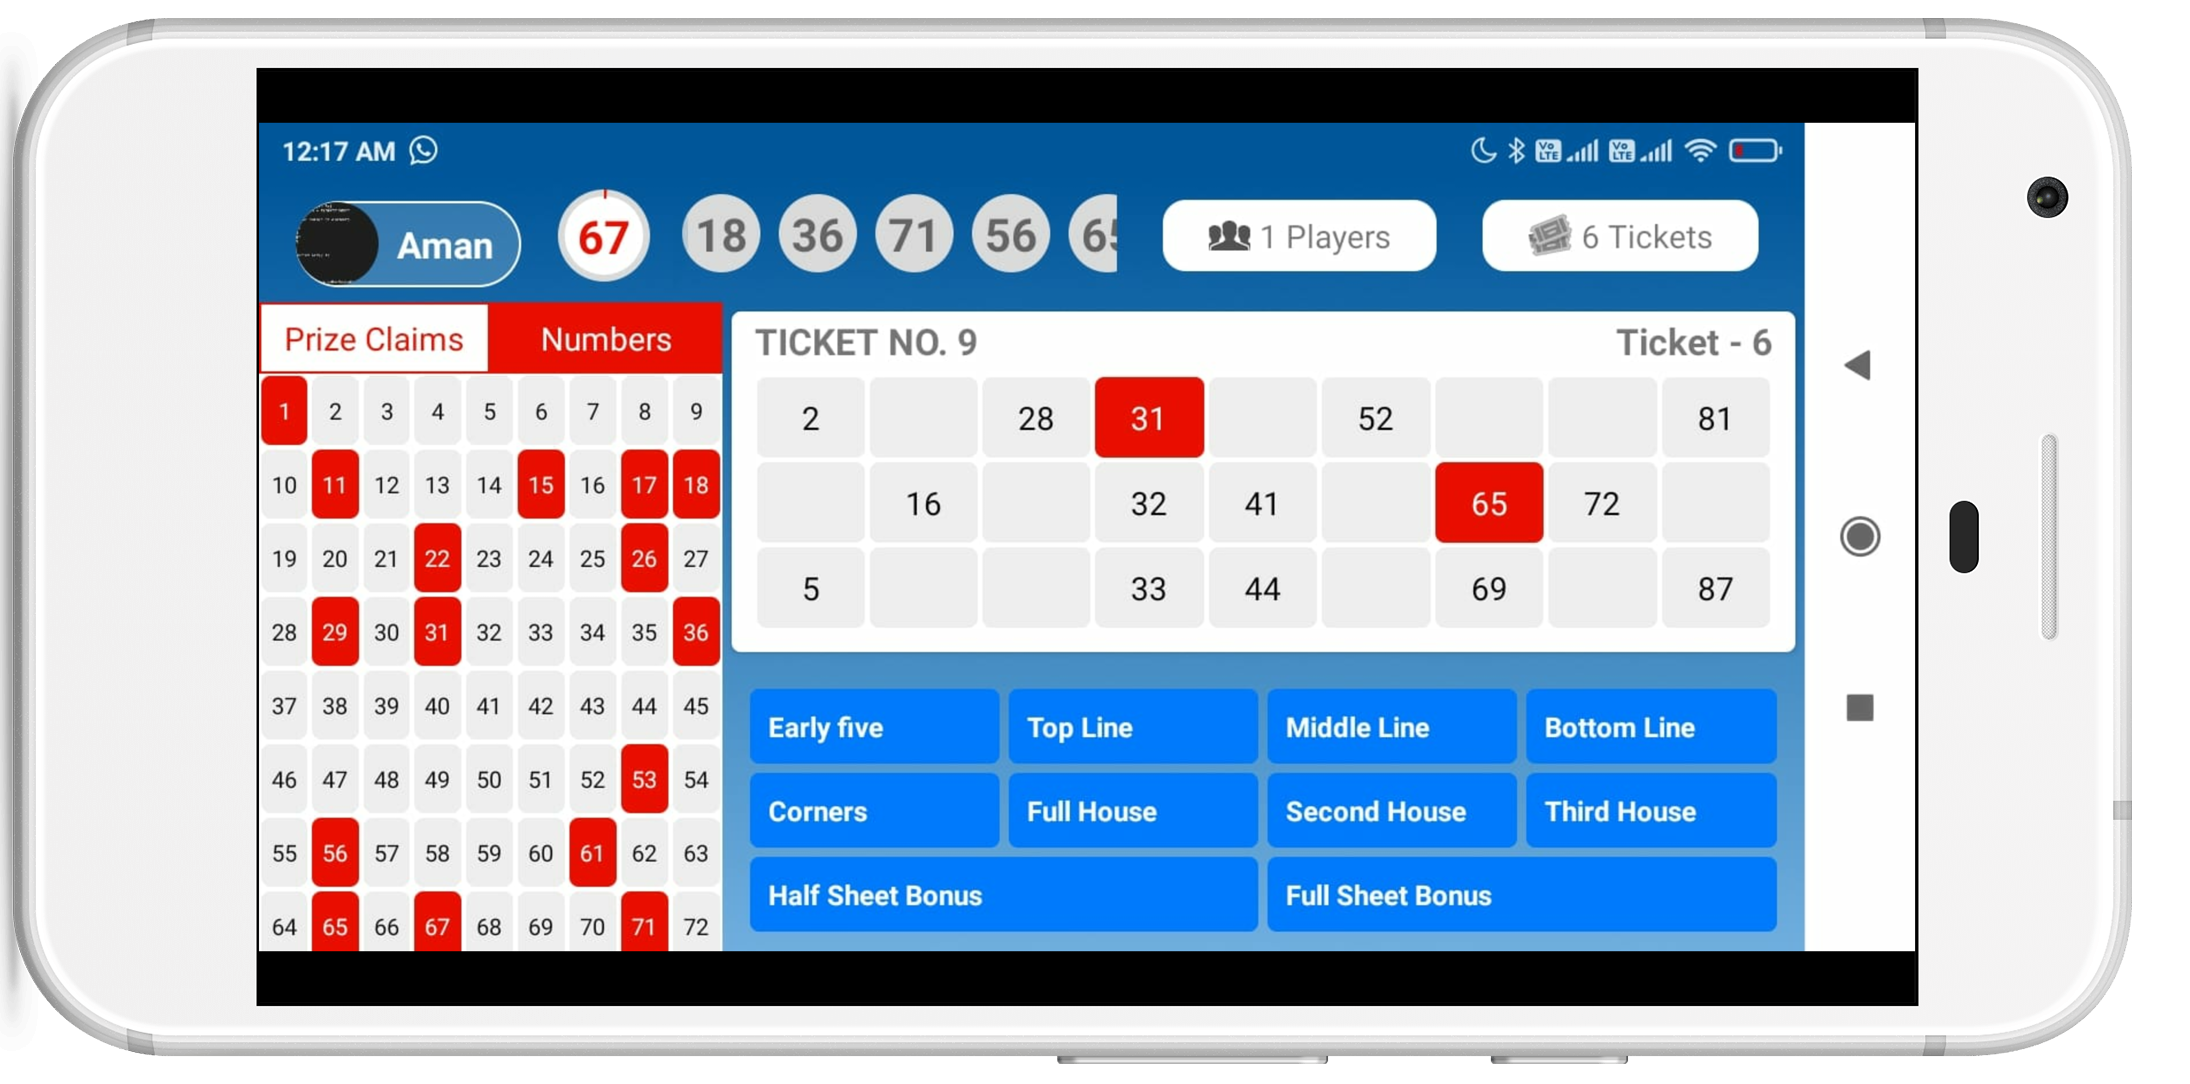 12:17 AM
Aman 67 18 36 71 56 1 Players 6 Tickets
Prize Claims Numbers
1 2 3 4 5 6 7 8 9
10 11 12 13 14 15 16 17 18
19 20 21 22 23 24 25 26 27
28 29 30 31 32 33 34 35 36
37 38 39 40 41 42 43 44 45
46 47 48 49 50 51 52 53 54
55 56 57 58 59 60 61 62 63
64 65 66 67 68 69 70 71 72
TICKET NO. 9 Ticket - 6
2 28 31 52 81
16 32 41 65 72
5 33 44 69 87
Early five Top Line Middle Line Bottom Line
Corners Full House Second House Third House
Half Sheet Bonus Full Sheet Bonus